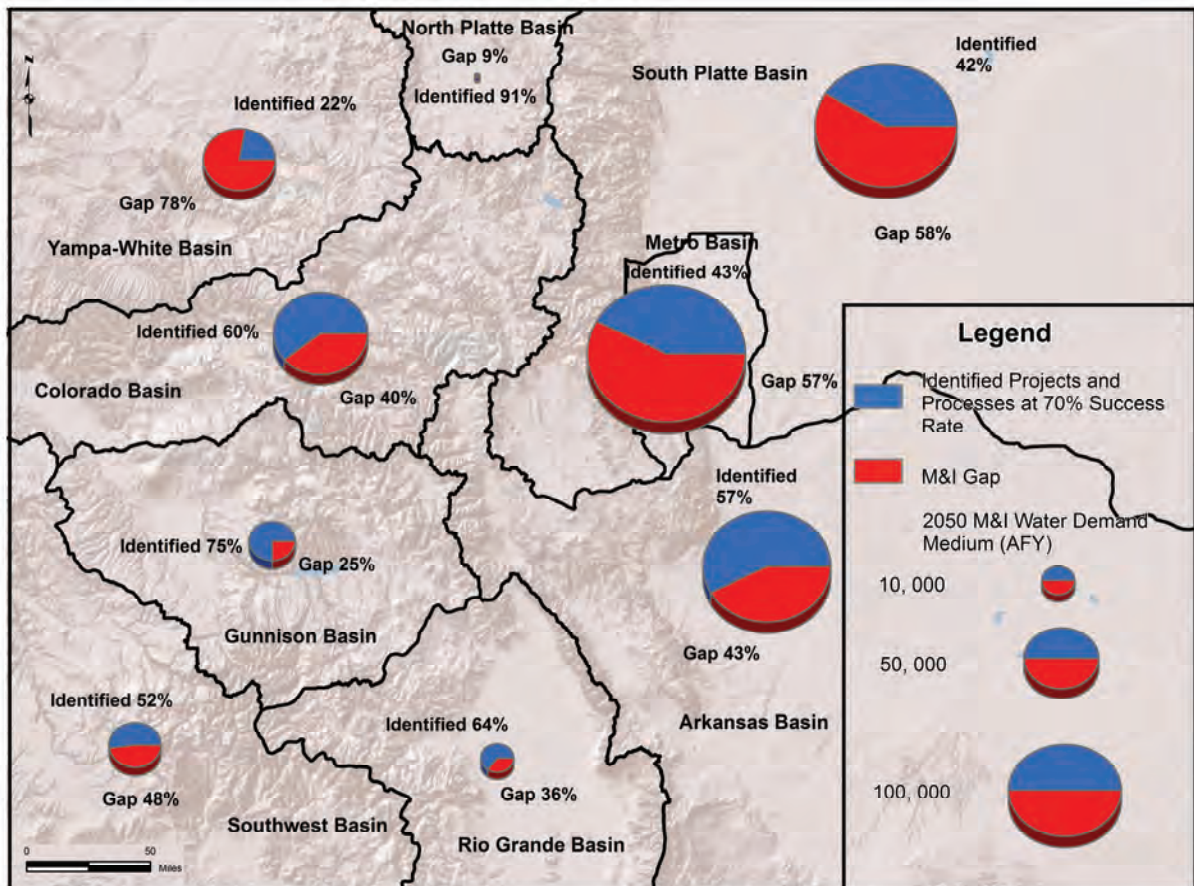 North Platte Basin
Gap 9%
Identified 91%
South Platte Basin
Identified
42%
Gap 58%
N
Identified 22%
Gap 78%
Yampa-White Basin
Metro Basin
Identified 43%
Gap 57%
Identified 60%
Colorado Basin
Gap 40%
Identified
57%
Gap 43%
Arkansas Basin
Identified 75%
Gap 25%
Gunnison Basin
Identified 52%
Gap 48%
Southwest Basin
Identified 64%
Gap 36%
Rio Grande Basin
0
50
Miles
Legend
Identified Projects and
Processes at 70% Success
Rate
M&I Gap
2050 M&I Water Demand
Medium (AFY)
10, 000
50, 000
100, 000